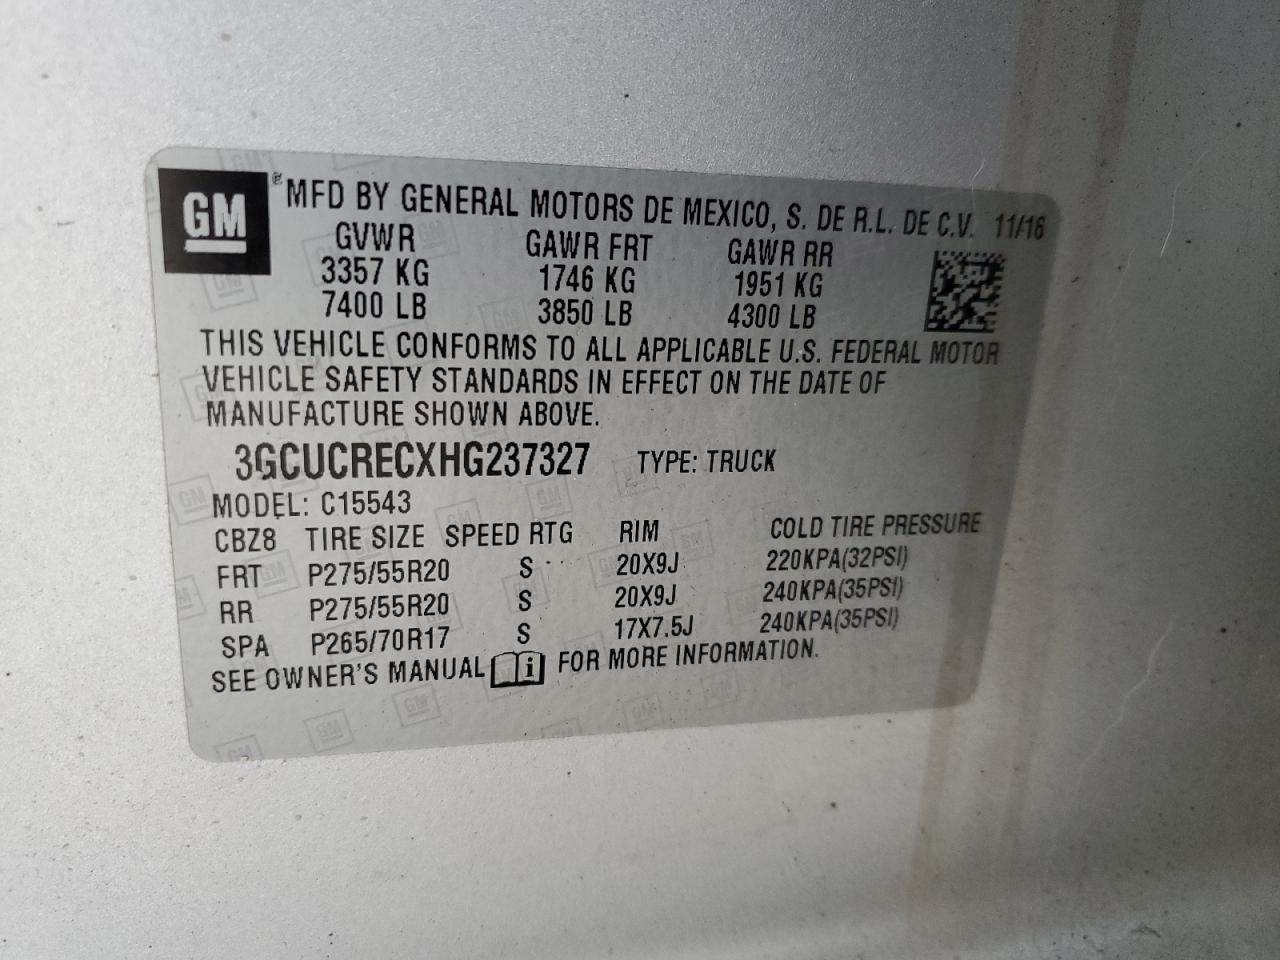 GM ® MFD BY GENERAL MOTORS DE MEXICO, S. DE R.L. DE C.V. 11/16
GVWR GAWR FRT GAWR RR
3357 KG 1746 KG 1951 KG
7400 LB 3850 LB 4300 LB
THIS VEHICLE CONFORMS TO ALL APPLICABLE U.S. FEDERAL MOTOR
VEHICLE SAFETY STANDARDS IN EFFECT ON THE DATE OF
MANUFACTURE SHOWN ABOVE.
3GCUCRECXHG237327 TYPE: TRUCK
MODEL: C15543
CBZ8 TIRE SIZE SPEED RTG RIM COLD TIRE PRESSURE
FRT P275/55R20 S 20X9J 220KPA(32PSI)
RR P275/55R20 S 20X9J 240KPA(35PSI)
SPA P265/70R17 S 17X7.5J 240KPA(35PSI)
SEE OWNER'S MANUAL i FOR MORE INFORMATION.